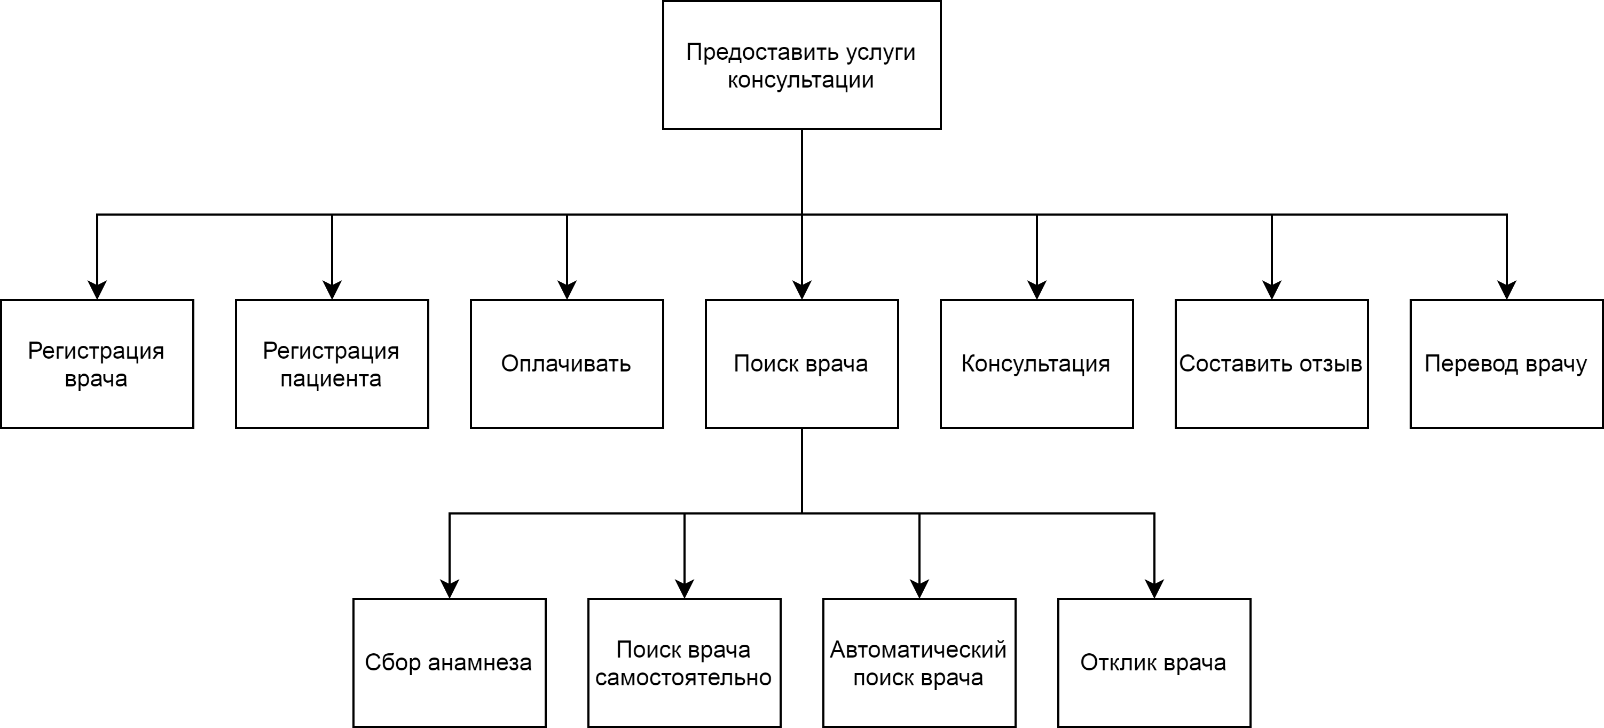 Предоставить услуги
консультации
Регистрация
врача
Регистрация
пациента
Оплачивать
Поиск врача
Консультация
Составить отзыв
Перевод врачу
Сбор анамнеза
Поиск врача
самостоятельно
Автоматический
поиск врача
Отклик врача